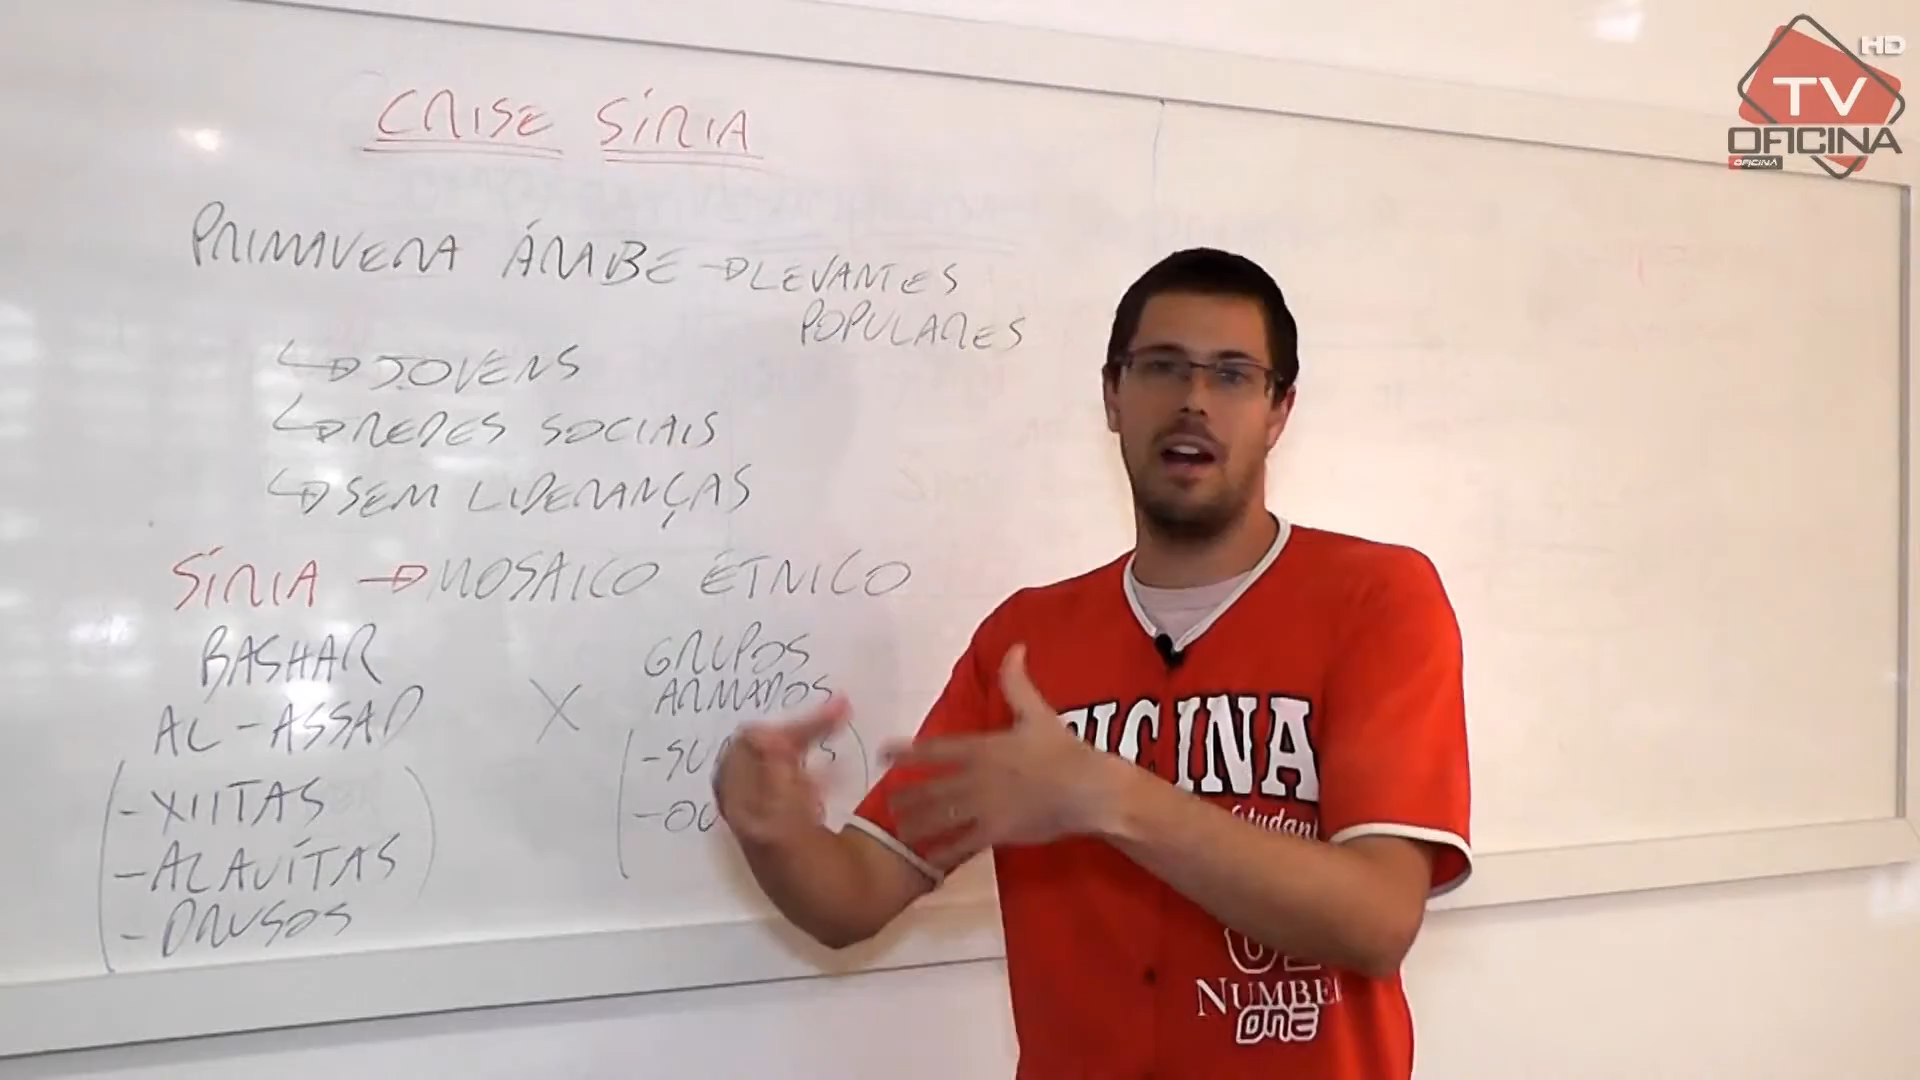 CRISE SÍRIA
PRIMAVERA ÁRABE → LEVANTES
POPULARES
↳ JOVENS
↳ REDES SOCIAIS
↳ SEM LIDERANÇAS
SÍRIA → MOSAICO ÉTNICO
BASHAR
AL-ASSAD
X
GRUPOS
ARMADOS
- XIITAS
- ALAUÍTAS
- DRUSOS
HD
TV
OFICINA
OFICINA
NUMBE
ONE